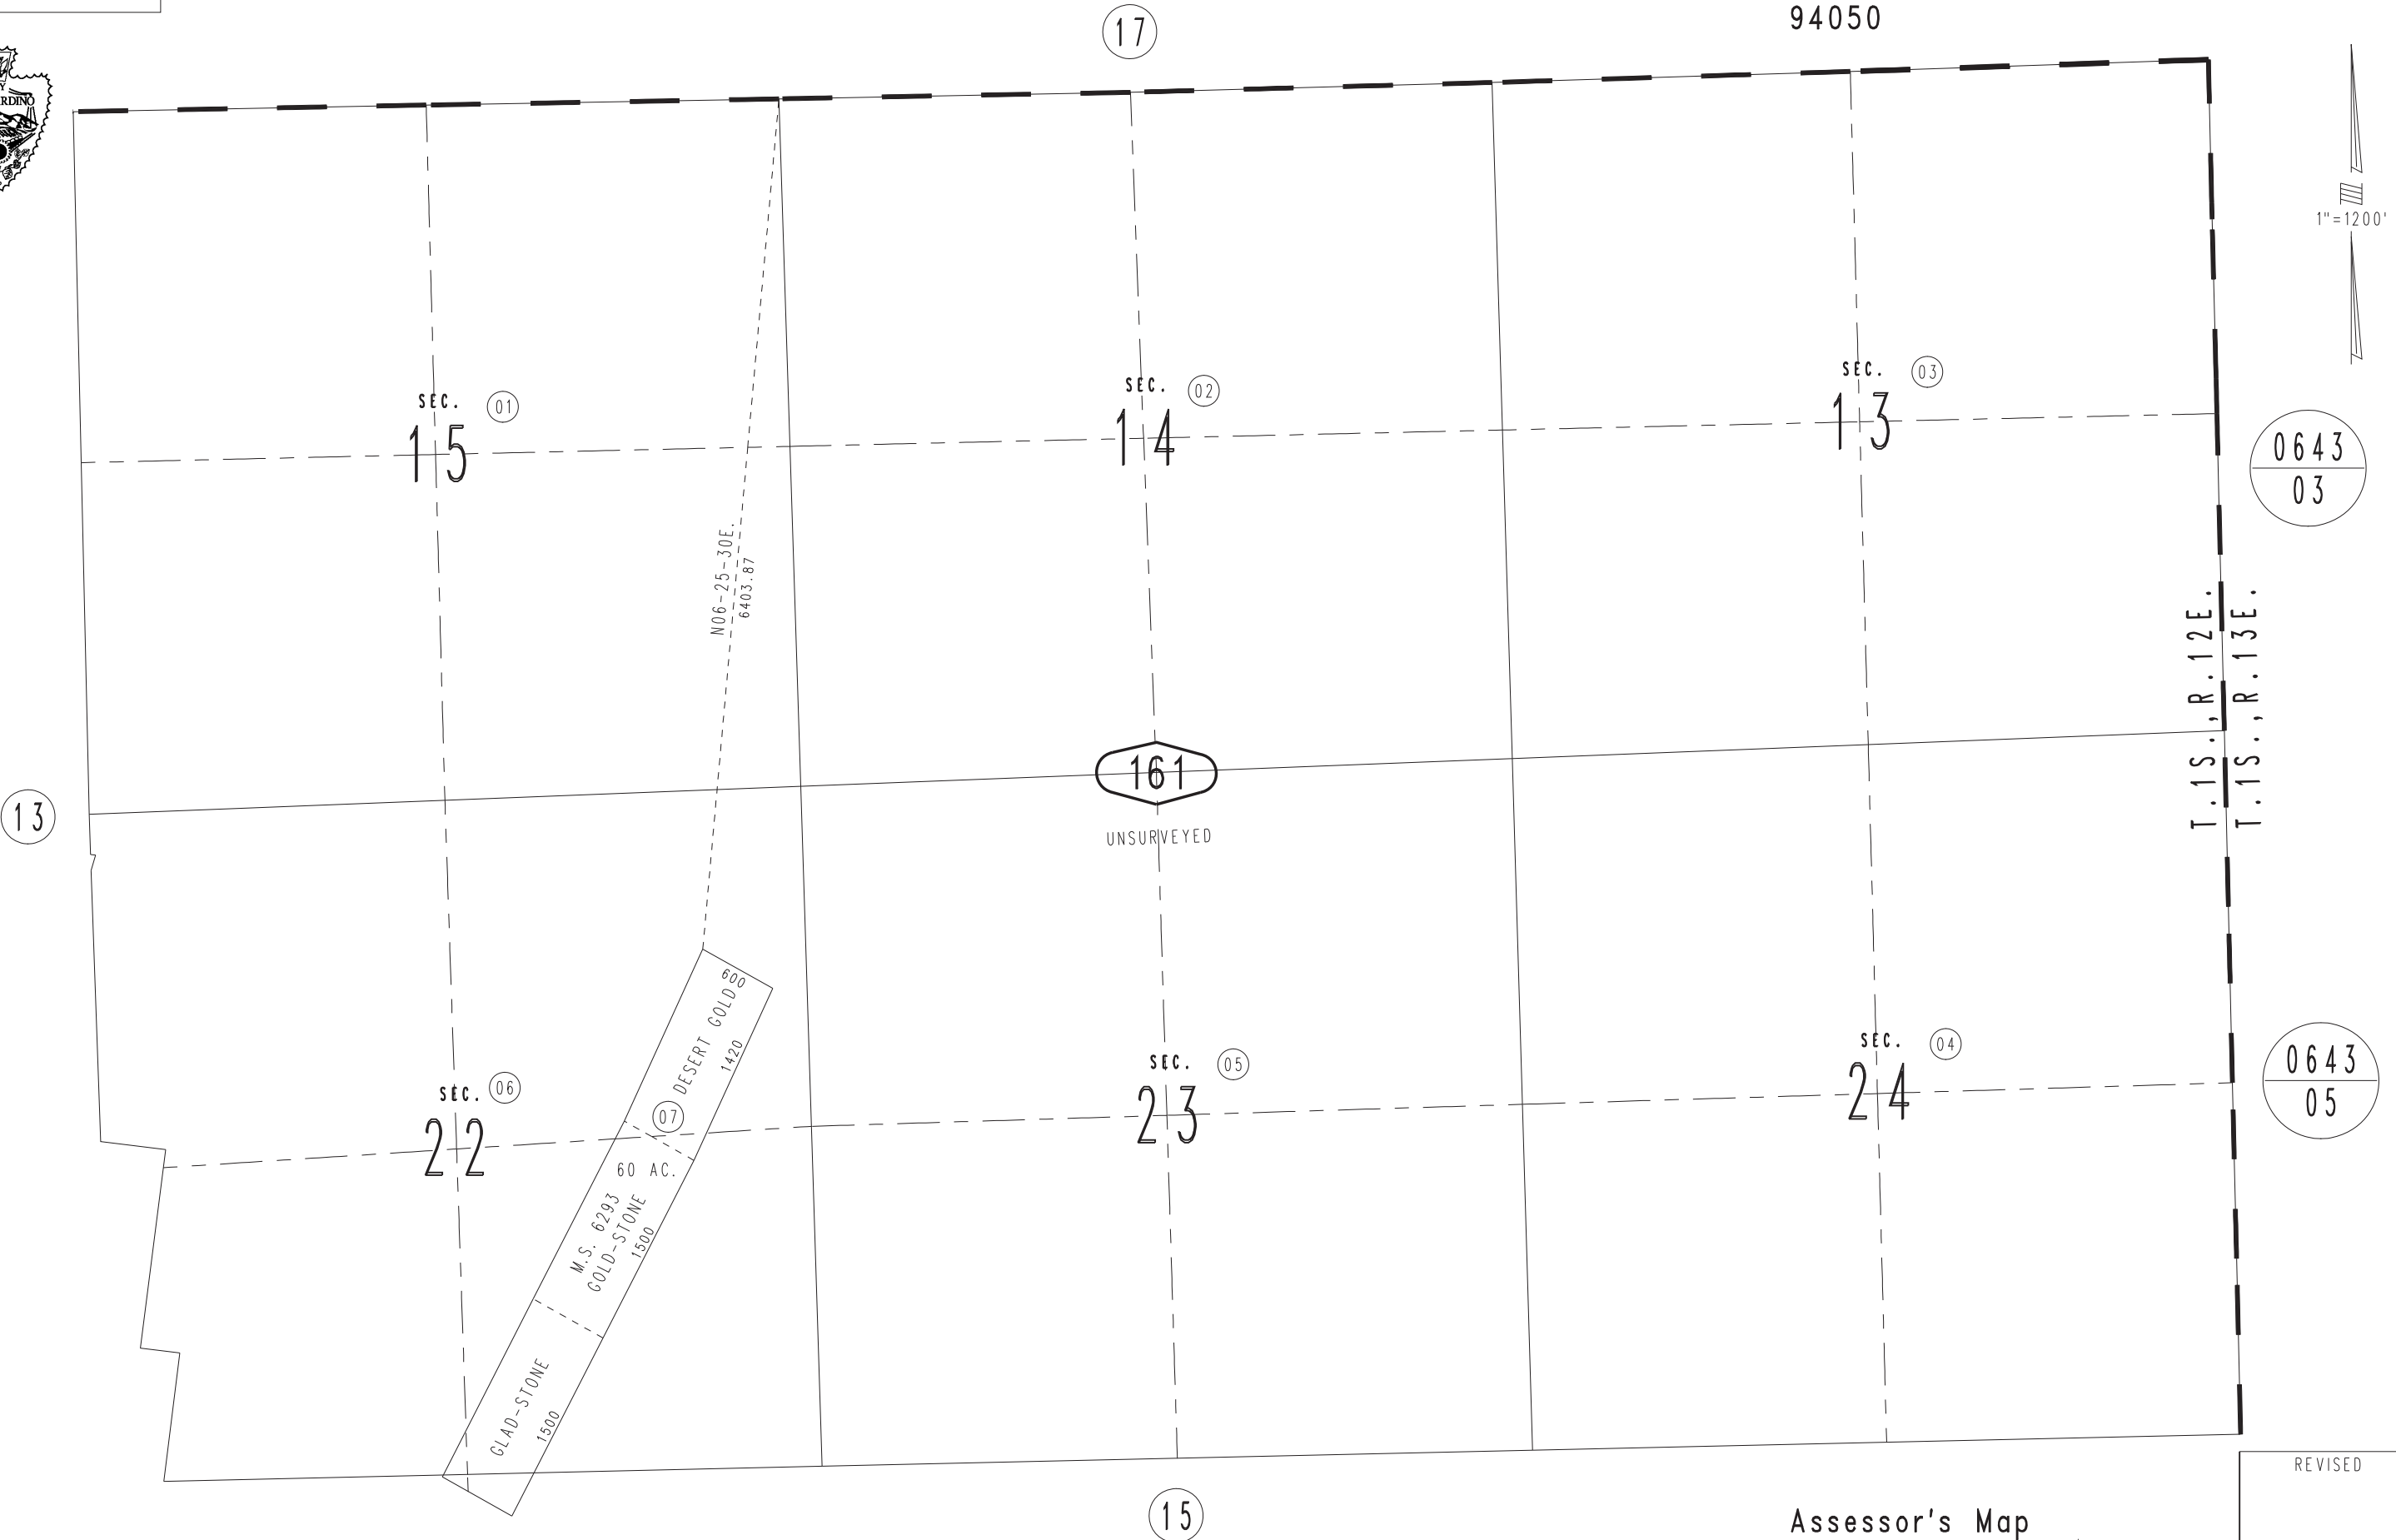 94050
17
RDINO
1"=1200'
SEC. 01
15
SEC. 02
14
SEC. 03
13
0643
03
N06-25-30E.
6403.87
T.1S.,R.12E.
T.1S.,R.13E.
161
13
UNSURVEYED
600
DESERT GOLD
1420
SEC. 06
22
07
SEC. 05
23
SEC. 04
24
0643
05
60 AC.
M.S. 6293
GOLD-STONE
1500
GLAD-STONE
1500
REVISED
15
Assessor's Map